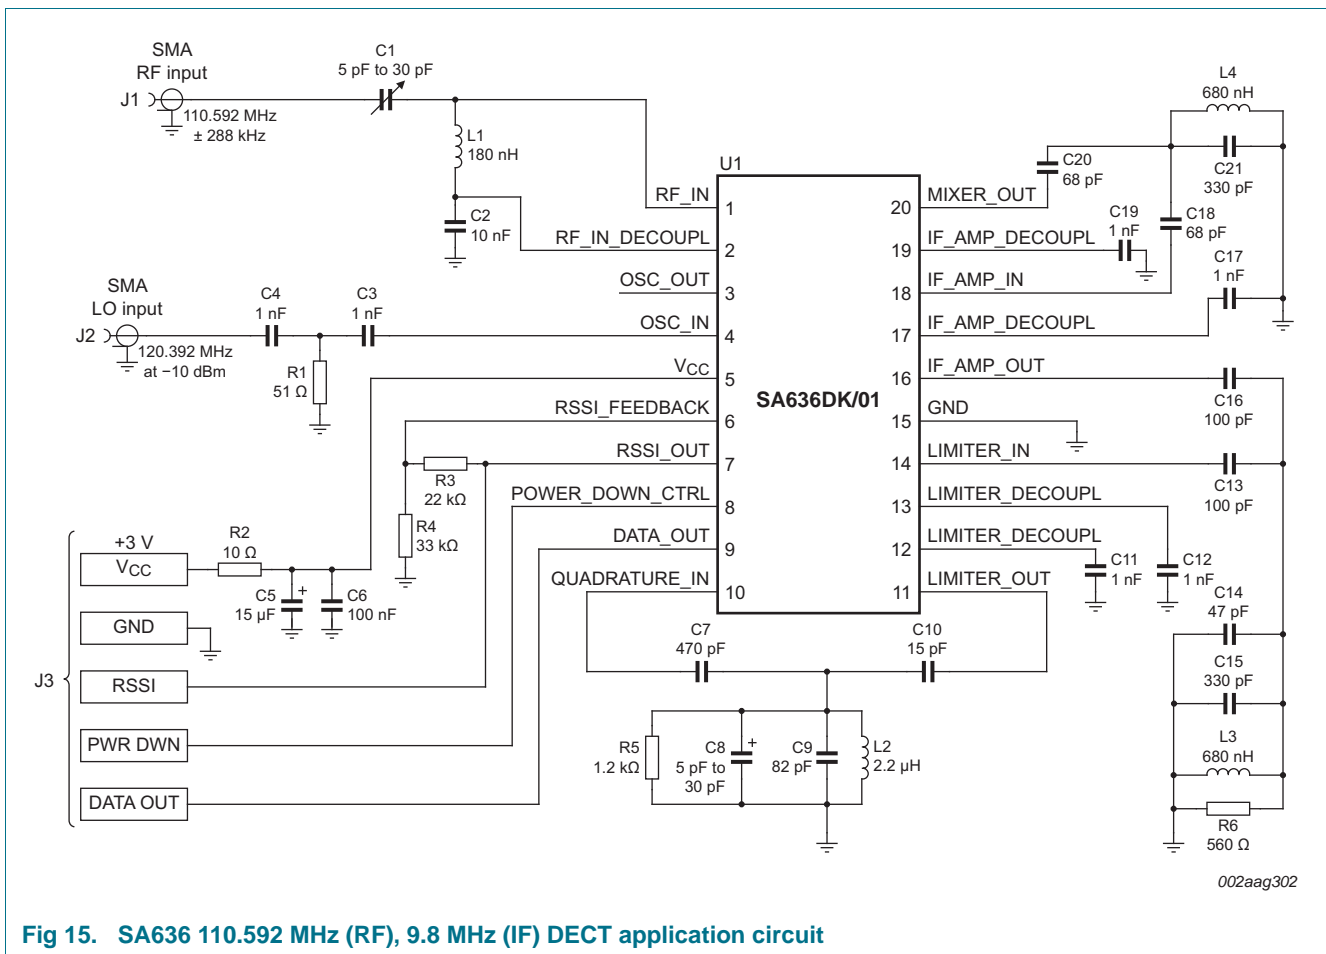 SMA
RF input
J1
110.592 MHz
± 288 kHz
C1
5 pF to 30 pF
L1
180 nH
C2
10 nF
SMA
LO input
J2
120.392 MHz
at −10 dBm
C4
1 nF
C3
1 nF
R1
51 Ω
U1
SA636DK/01
RF_IN
1
RF_IN_DECOUPL
2
OSC_OUT
3
OSC_IN
4
VCC
5
RSSI_FEEDBACK
6
RSSI_OUT
7
POWER_DOWN_CTRL
8
DATA_OUT
9
QUADRATURE_IN
10
20
MIXER_OUT
19
IF_AMP_DECOUPL
18
IF_AMP_IN
17
IF_AMP_DECOUPL
16
IF_AMP_OUT
15
GND
14
LIMITER_IN
13
LIMITER_DECOUPL
12
LIMITER_DECOUPL
11
LIMITER_OUT
L4
680 nH
C20
68 pF
C21
330 pF
C19
1 nF
C18
68 pF
C17
1 nF
C16
100 pF
C13
100 pF
C11
1 nF
C12
1 nF
C14
47 pF
C15
330 pF
L3
680 nH
R6
560 Ω
R3
22 kΩ
R4
33 kΩ
J3
+3 V
VCC
GND
RSSI
PWR DWN
DATA OUT
R2
10 Ω
C5
+
15 μF
C6
100 nF
C7
470 pF
C10
15 pF
R5
1.2 kΩ
C8
+
5 pF to
30 pF
C9
82 pF
L2
2.2 μH
002aag302
Fig 15. SA636 110.592 MHz (RF), 9.8 MHz (IF) DECT application circuit